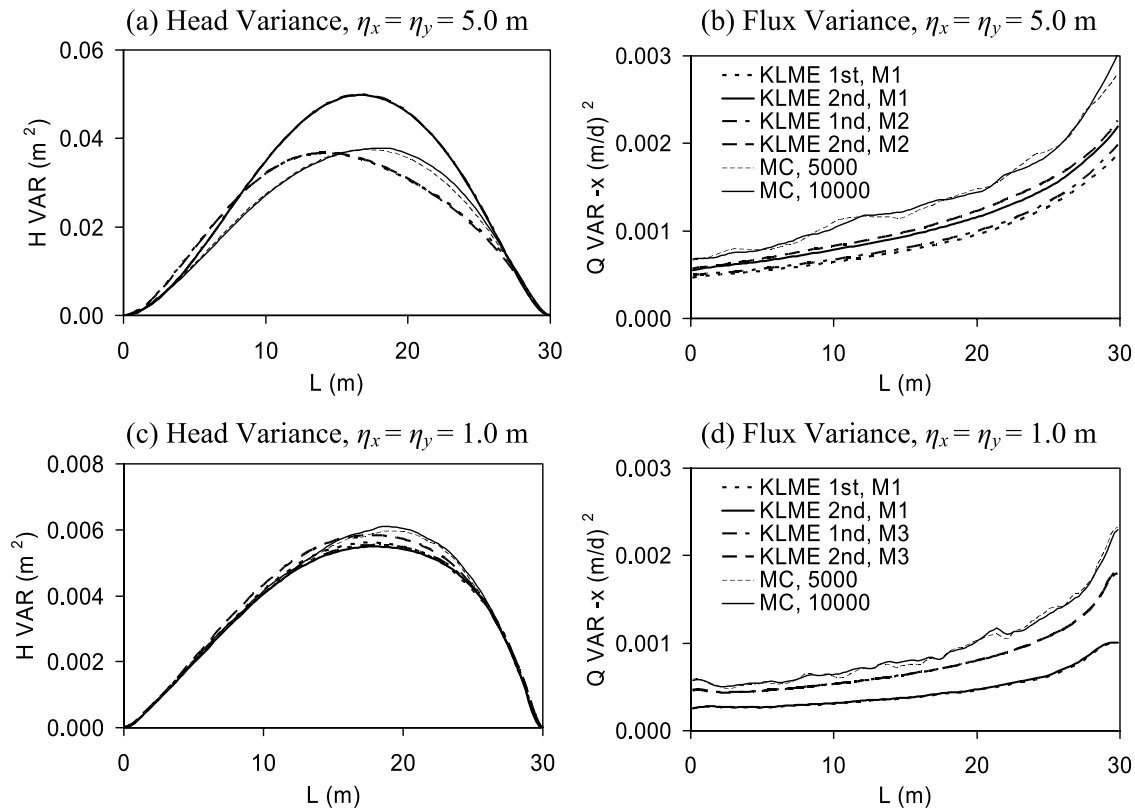 (a) Head Variance, ηx = ηy = 5.0 m
0.06
0.04
0.02
0.00
H VAR (m²)
0 10 20 30
L (m)
(b) Flux Variance, ηx = ηy = 5.0 m
0.003
0.002
0.001
0.000
Q VAR -x (m/d)²
KLME 1st, M1
KLME 2nd, M1
KLME 1nd, M2
KLME 2nd, M2
MC, 5000
MC, 10000
0 10 20 30
L (m)
(c) Head Variance, ηx = ηy = 1.0 m
0.008
0.006
0.004
0.002
0.000
H VAR (m²)
0 10 20 30
L (m)
(d) Flux Variance, ηx = ηy = 1.0 m
0.003
0.002
0.001
0.000
Q VAR -x (m/d)²
KLME 1st, M1
KLME 2nd, M1
KLME 1nd, M3
KLME 2nd, M3
MC, 5000
MC, 10000
0 10 20 30
L (m)